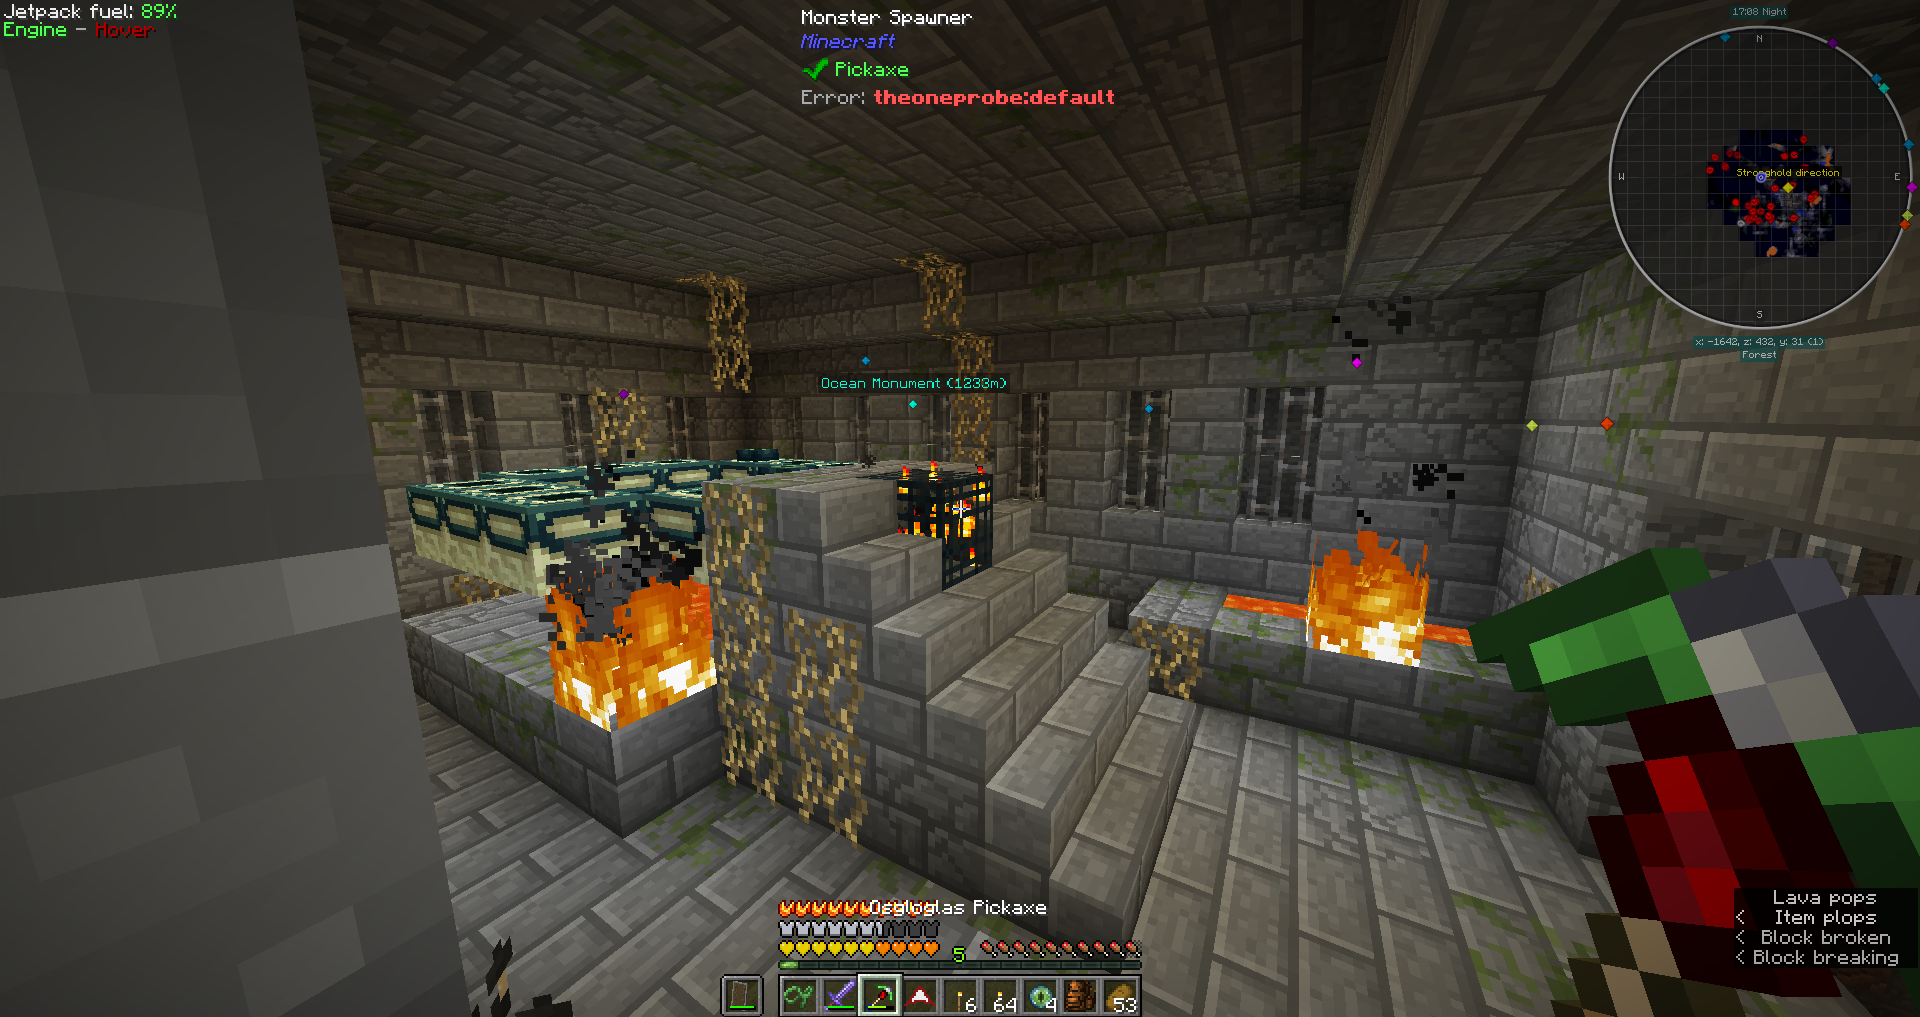 Jetpack fuel: 89%
Engine - Hover
Monster Spawner
Minecraft
Pickaxe
Error: theoneprobe:default
17:08 Night
N
W
E
S
Stronghold direction
x: -1642, z: 432, y: 31 (1)
Forest
Ocean Monument (1233m)
Osgloglas Pickaxe
5
6
64
4
53
Lava pops
< Item plops
< Block broken
< Block breaking